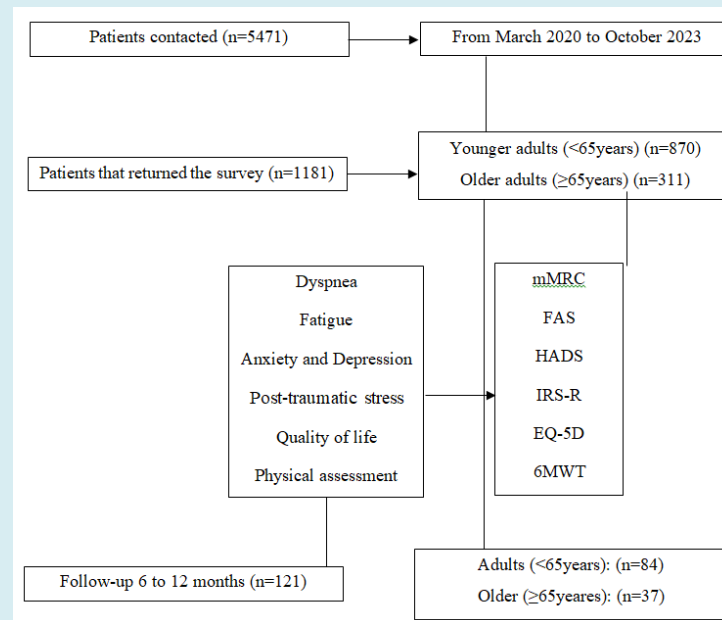 Patients contacted (n=5471)
From March 2020 to October 2023
Younger adults (<65years) (n=870)
Older adults (≥65years) (n=311)
Patients that returned the survey (n=1181)
Dyspnea
Fatigue
Anxiety and Depression
Post-traumatic stress
Quality of life
Physical assessment
mMRC
FAS
HADS
IRS-R
EQ-5D
6MWT
Follow-up 6 to 12 months (n=121)
Adults (<65years): (n=84)
Older (≥65yeares): (n=37)